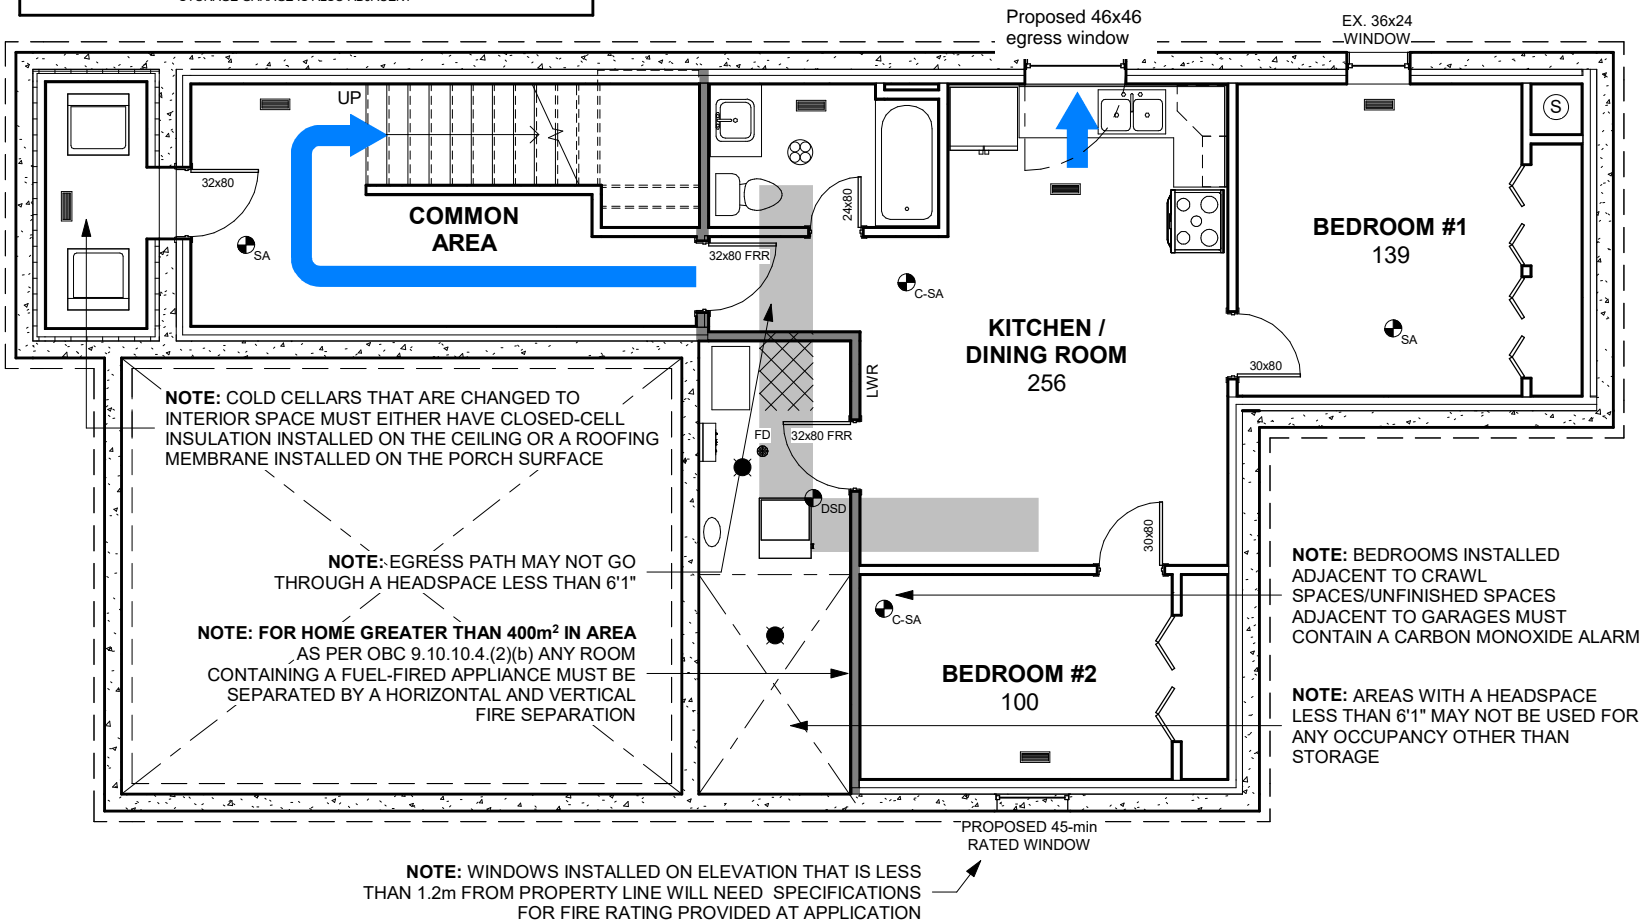 STORAGE GARAGE IS ALSO ADJACENT
Proposed 46x46
egress window
EX. 36x24
WINDOW
UP
S
32x80
COMMON
AREA
24x80
BEDROOM #1
139
SA
32x80 FRR
C-SA
KITCHEN /
DINING ROOM
256
SA
30x80
LWR
NOTE: COLD CELLARS THAT ARE CHANGED TO
INTERIOR SPACE MUST EITHER HAVE CLOSED-CELL
INSULATION INSTALLED ON THE CEILING OR A ROOFING
MEMBRANE INSTALLED ON THE PORCH SURFACE
FD
32x80 FRR
DSD
30x80
NOTE: EGRESS PATH MAY NOT GO
THROUGH A HEADSPACE LESS THAN 6'1"
NOTE: BEDROOMS INSTALLED
ADJACENT TO CRAWL
SPACES/UNFINISHED SPACES
ADJACENT TO GARAGES MUST
CONTAIN A CARBON MONOXIDE ALARM
C-SA
NOTE: FOR HOME GREATER THAN 400m² IN AREA
AS PER OBC 9.10.10.4.(2)(b) ANY ROOM
CONTAINING A FUEL-FIRED APPLIANCE MUST BE
SEPARATED BY A HORIZONTAL AND VERTICAL
FIRE SEPARATION
BEDROOM #2
100
NOTE: AREAS WITH A HEADSPACE
LESS THAN 6'1" MAY NOT BE USED FOR
ANY OCCUPANCY OTHER THAN
STORAGE
PROPOSED 45-min
RATED WINDOW
NOTE: WINDOWS INSTALLED ON ELEVATION THAT IS LESS
THAN 1.2m FROM PROPERTY LINE WILL NEED SPECIFICATIONS
FOR FIRE RATING PROVIDED AT APPLICATION